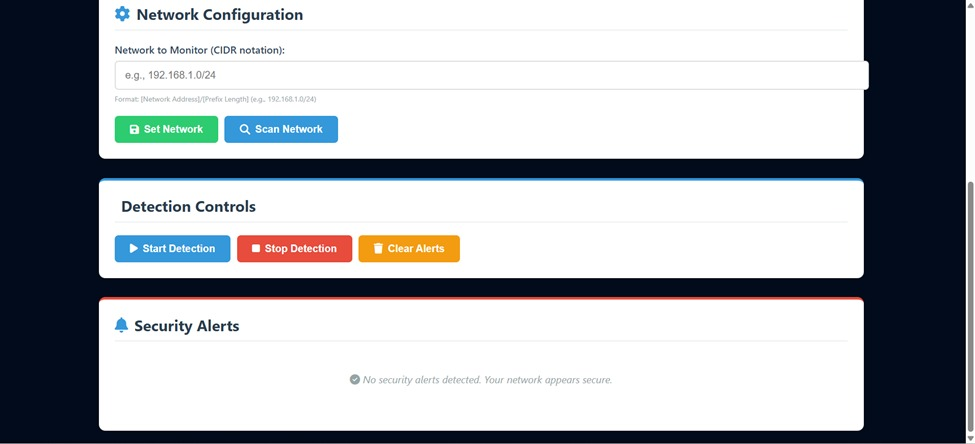 Network Configuration
Network to Monitor (CIDR notation):
e.g., 192.168.1.0/24
Format: [Network Address]/[Prefix Length] (e.g., 192.168.1.0/24)
Set Network Scan Network
Detection Controls
Start Detection Stop Detection Clear Alerts
Security Alerts
No security alerts detected. Your network appears secure.